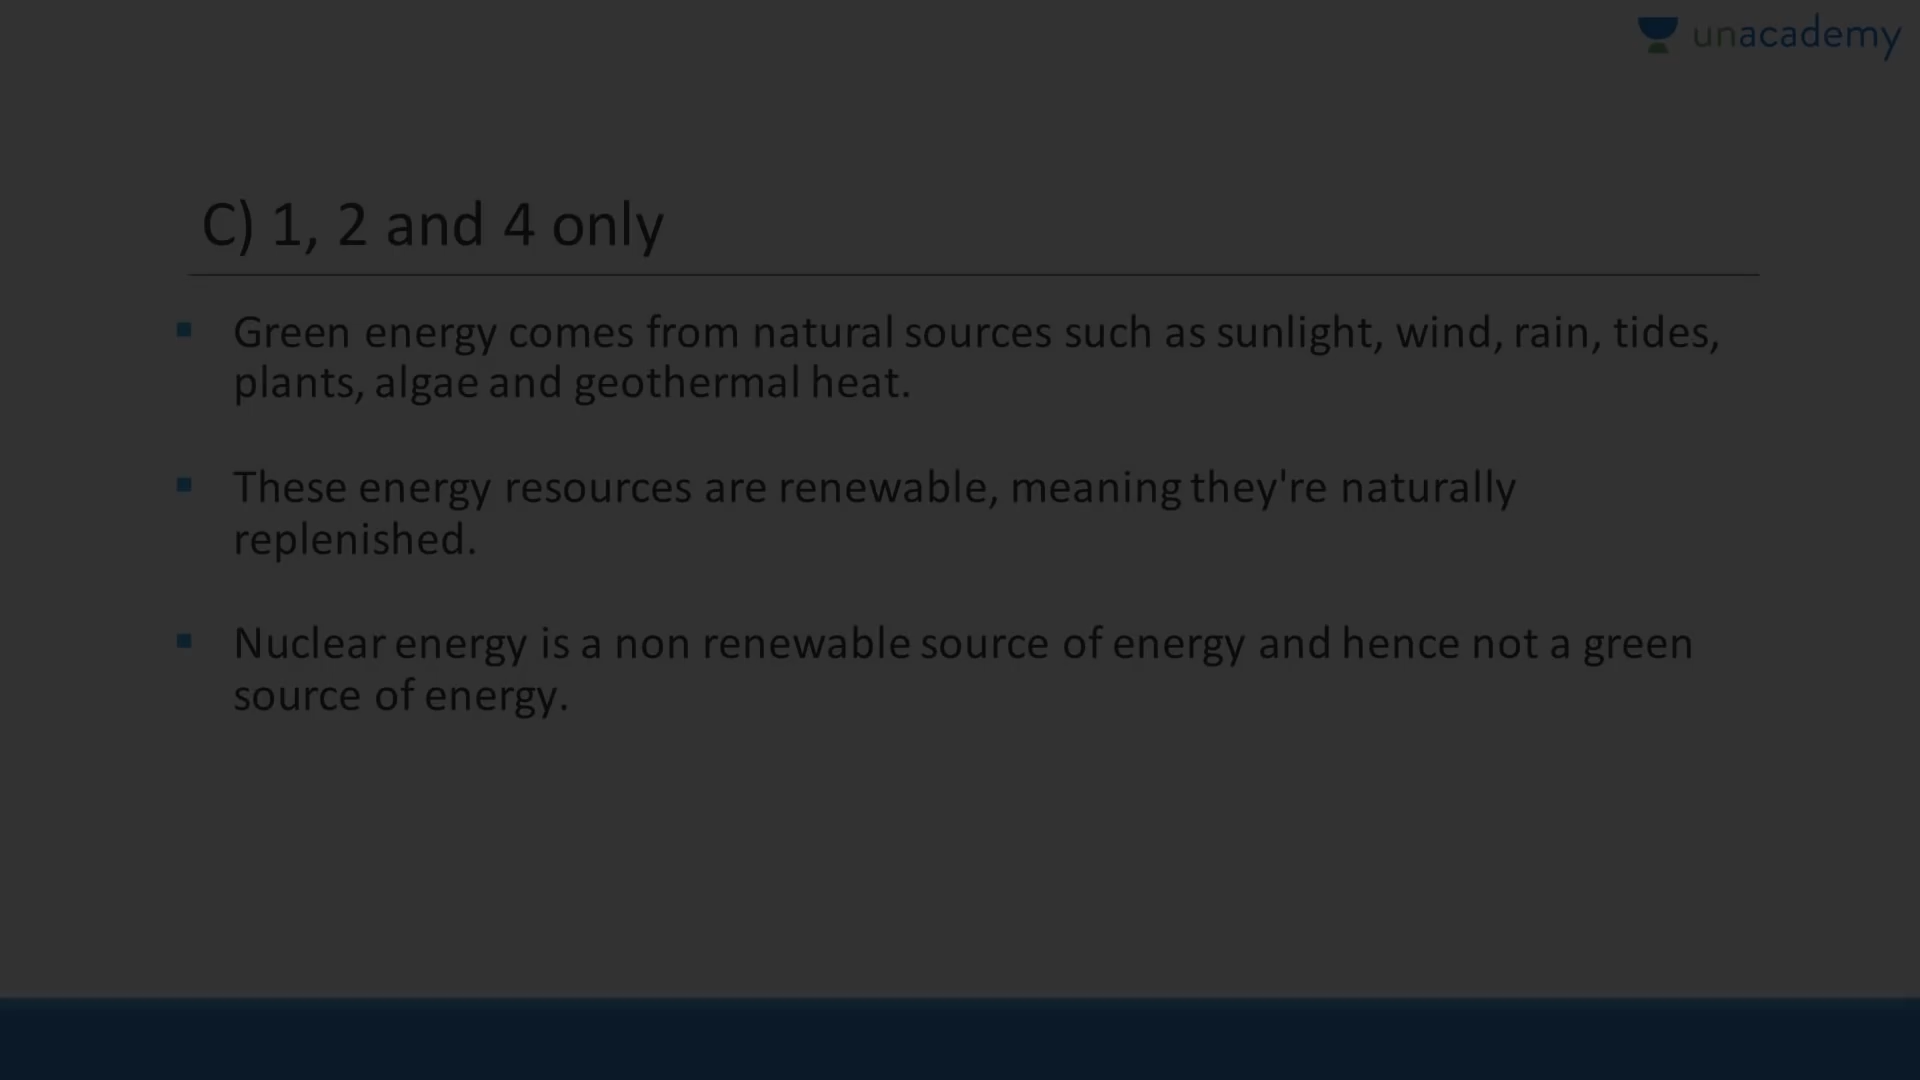 unacademy
C) 1, 2 and 4 only
Green energy comes from natural sources such as sunlight, wind, rain, tides,
plants, algae and geothermal heat.
These energy resources are renewable, meaning they're naturally
replenished.
Nuclear energy is a non renewable source of energy and hence not a green
source of energy.